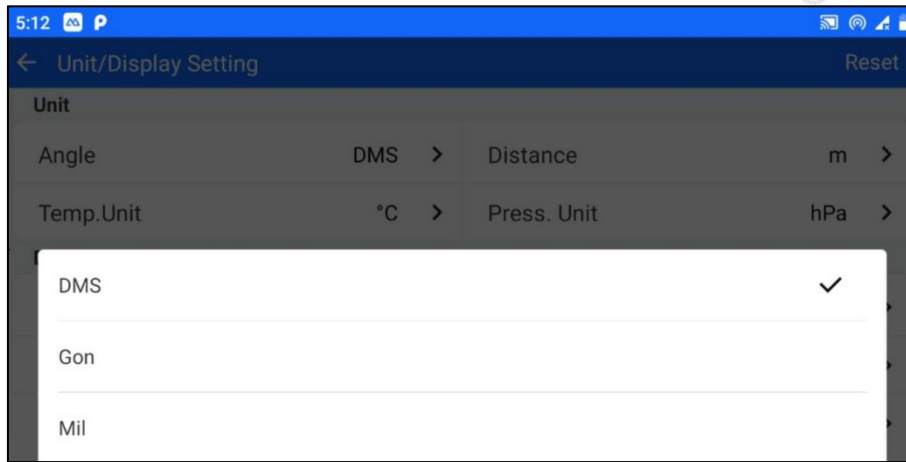 5:12 P
← Unit/Display Setting Reset
Unit
Angle DMS > Distance m >
Temp.Unit °C > Press. Unit hPa >
DMS
Gon
Mil